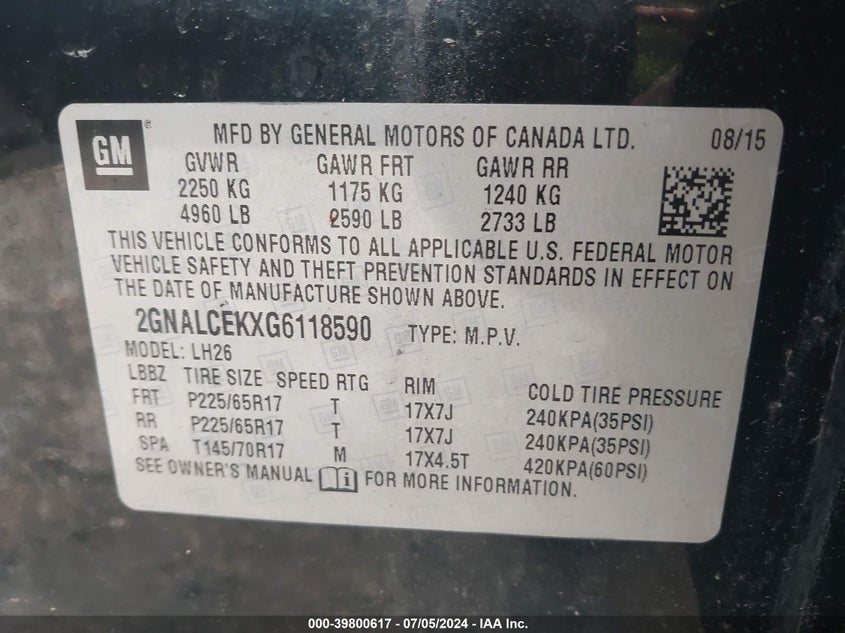 GM ® MFD BY GENERAL MOTORS OF CANADA LTD. 08/15
GVWR GAWR FRT GAWR RR
2250 KG 1175 KG 1240 KG
4960 LB 2590 LB 2733 LB
THIS VEHICLE CONFORMS TO ALL APPLICABLE U.S. FEDERAL MOTOR
VEHICLE SAFETY AND THEFT PREVENTION STANDARDS IN EFFECT ON
THE DATE OF MANUFACTURE SHOWN ABOVE.
2GNALCEKXG6118590 TYPE: M.P.V.
MODEL: LH26
LBBZ TIRE SIZE SPEED RTG RIM COLD TIRE PRESSURE
FRT P225/65R17 T 17X7J 240KPA(35PSI)
RR P225/65R17 T 17X7J 240KPA(35PSI)
SPA T145/70R17 M 17X4.5T 420KPA(60PSI)
SEE OWNER'S MANUAL i FOR MORE INFORMATION.
000-39800617 - 07/05/2024 - IAA Inc.